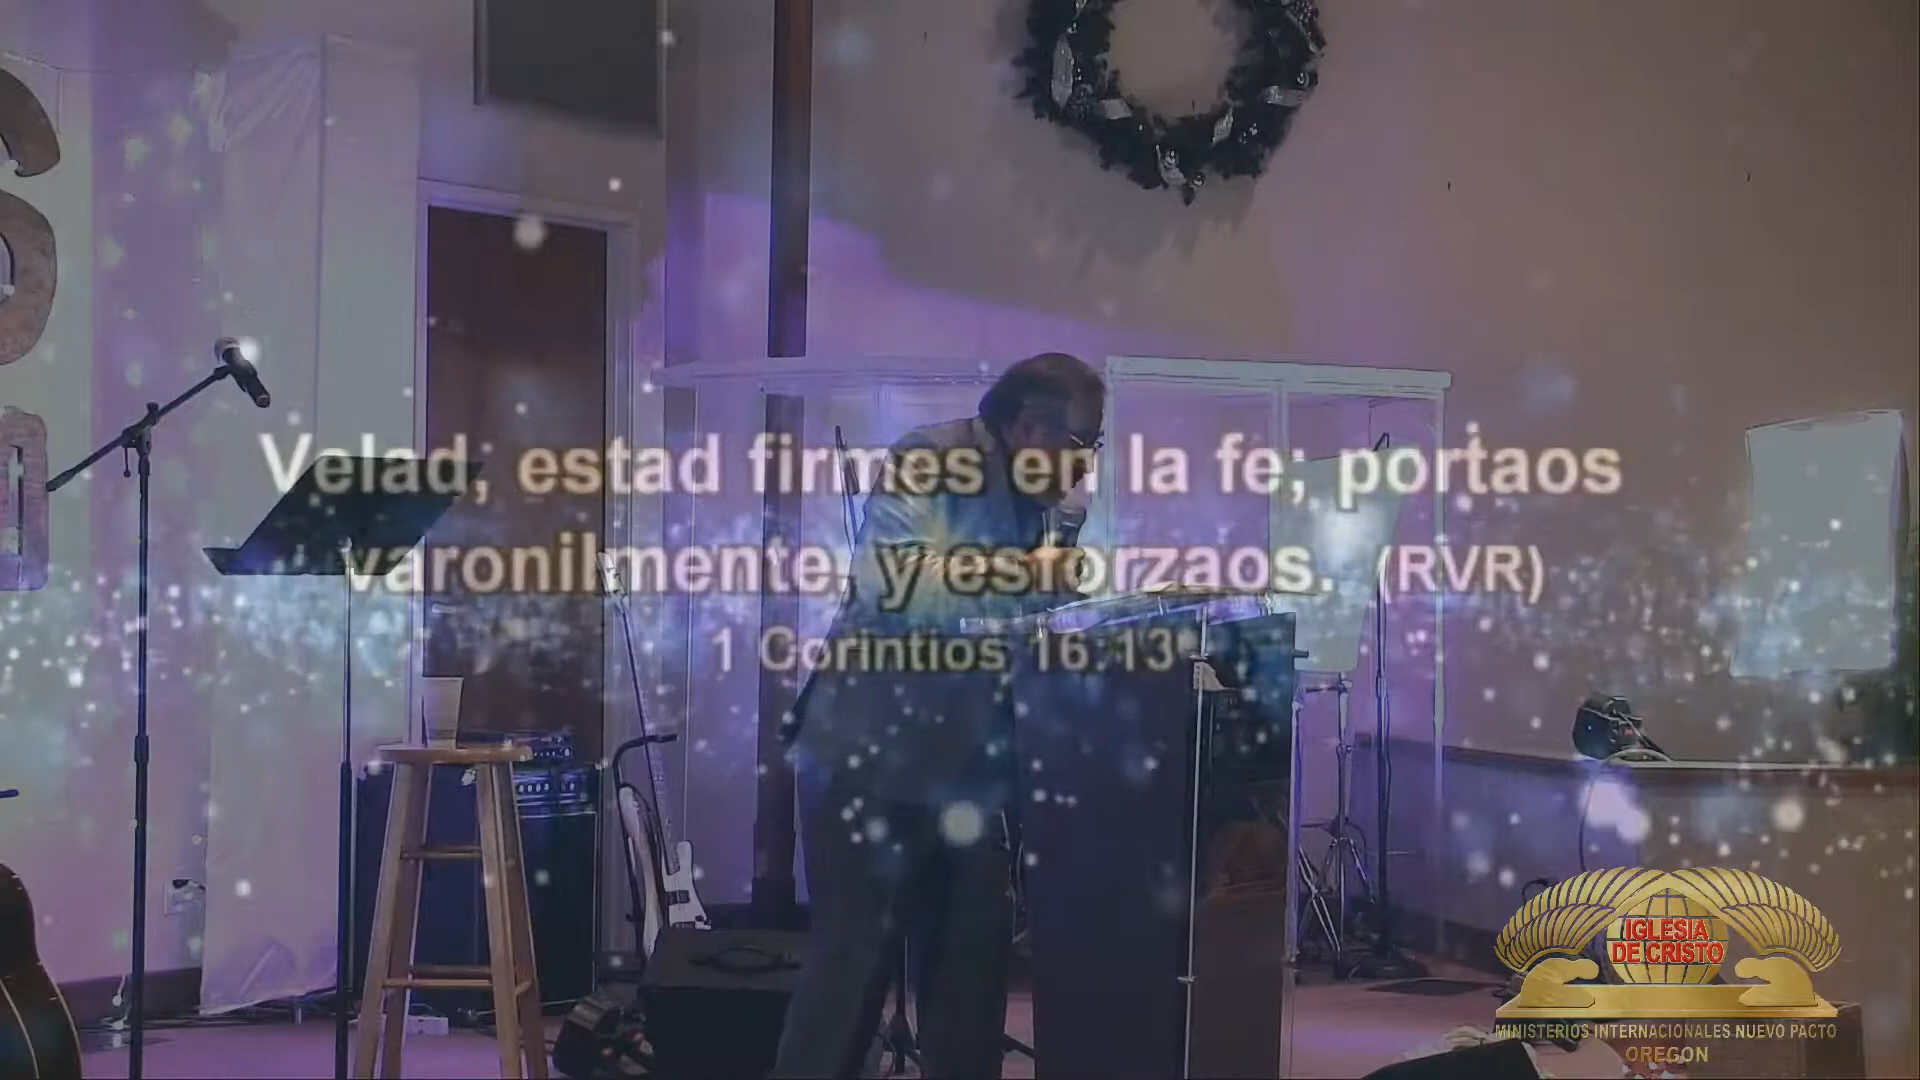 Velad, estad firmes en la fe; portaos
varonilmente, y esforzaos. (RVR)
1 Corintios 16:13
IGLESIA
DE CRISTO
MINISTERIOS INTERNACIONALES NUEVO PACTO
OREGON